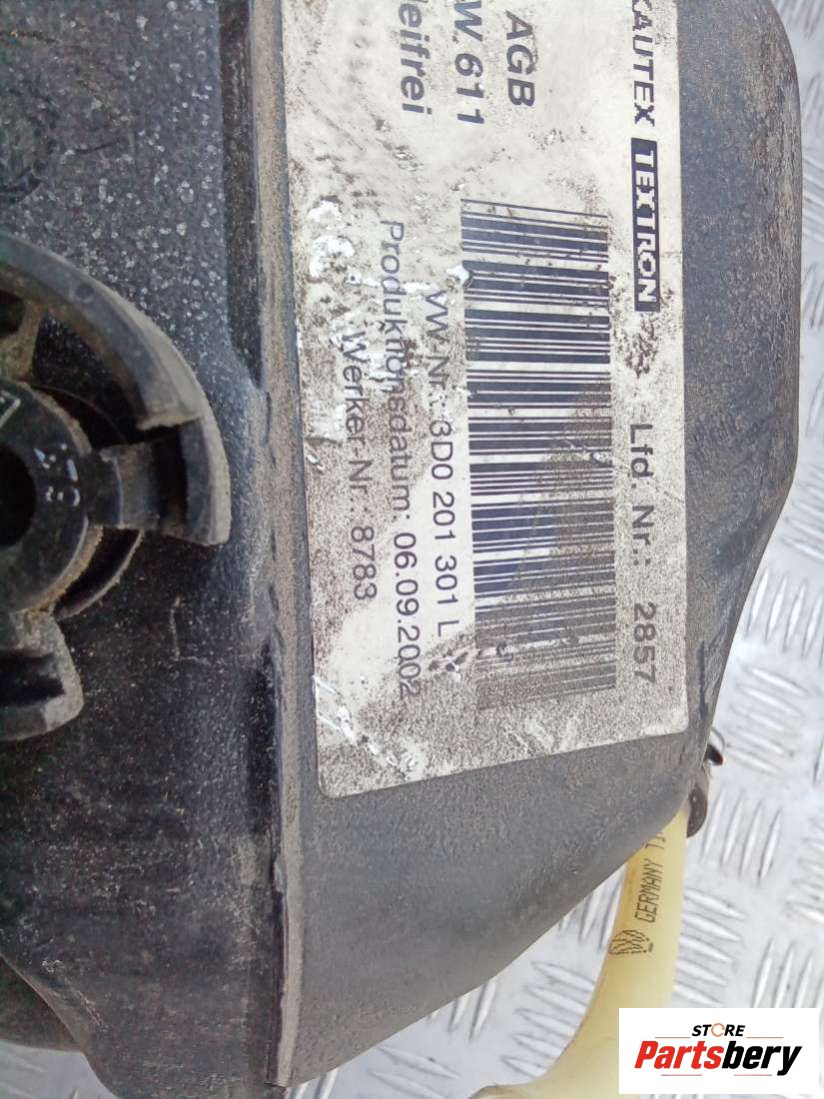 KAUTEX TEXTRON Lfd. Nr.: 2857
AGB
W 611
leifrei
VW-Nr.: 3D0 201 301 L
Produktionsdatum: 06.09.2002
Werker-Nr.: 8783
GERMANY
STORE
Partsbery